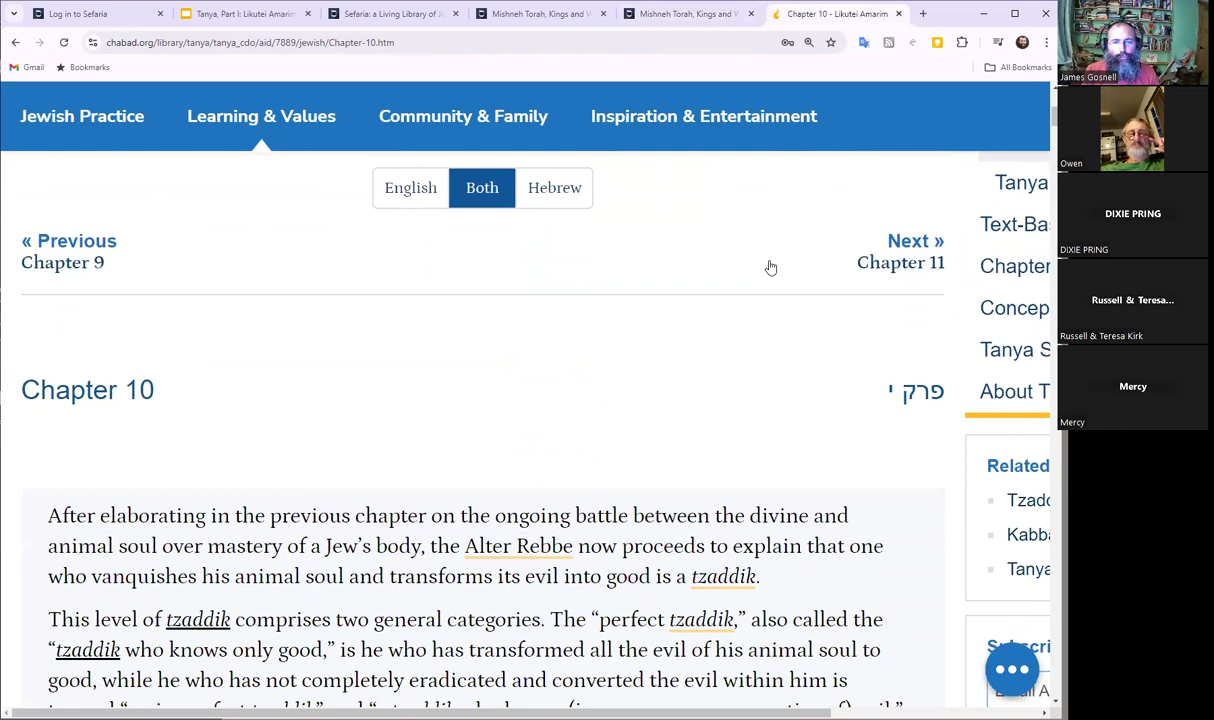 Log in to Sefaria
Tanya, Part I: Likutei Amarim
Sefaria: a Living Library of Je
Mishneh Torah, Kings and W
Mishneh Torah, Kings and W
Chapter 10 - Likutei Amarim
chabad.org/library/tanya/tanya_cdo/aid/7889/jewish/Chapter-10.htm
Gmail
Bookmarks
All Bookmarks
Jewish Practice
Learning & Values
Community & Family
Inspiration & Entertainment
English
Both
Hebrew
« Previous
Chapter 9
Next »
Chapter 11
Chapter 10
פרק י
After elaborating in the previous chapter on the ongoing battle between the divine and
animal soul over mastery of a Jew’s body, the Alter Rebbe now proceeds to explain that one
who vanquishes his animal soul and transforms its evil into good is a tzaddik.
This level of tzaddik comprises two general categories. The “perfect tzaddik,” also called the
“tzaddik who knows only good,” is he who has transformed all the evil of his animal soul to
good, while he who has not completely eradicated and converted the evil within him is
Tanya
Text-Ba
Chapter
Concep
Tanya S
About T
Related
Tzadd
Kabba
Tanya
Email A
James Gosnell
Owen
DIXIE PRING
DIXIE PRING
Russell & Teresa...
Russell & Teresa Kirk
Mercy
Mercy